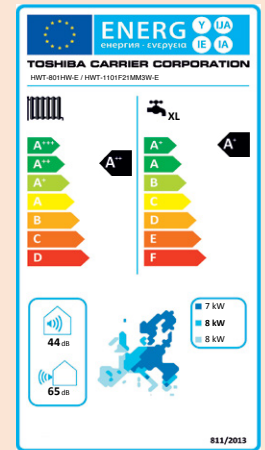 ENERG Y UA
енергия · ενεργεια IE IA
TOSHIBA CARRIER CORPORATION
HWT-801HW-E / HWT-1101F21MM3W-E
XL
A+++
A++
A+
A
B
C
D
A++
A+
A
B
C
D
E
F
A+
44 dB
65 dB
7 kW
8 kW
8 kW
811/2013